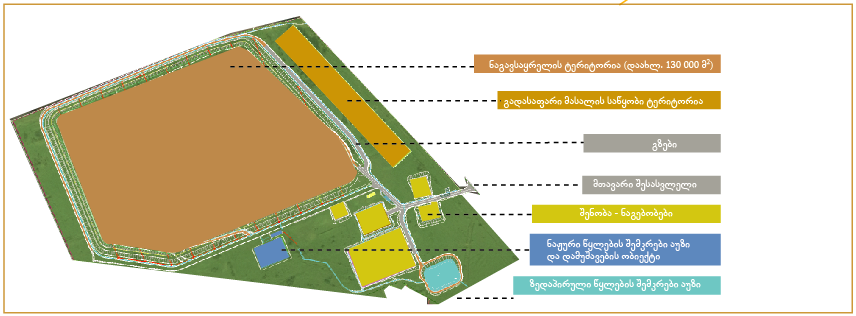 ნაგავსაყრელის ტერიტორია (დაახლ. 130 000 მ²)
გადასაფარი მასალის საწყობი ტერიტორია
გზები
მთავარი შესასვლელი
შენობა - ნაგებობები
ნაჟური წყლების შემკრები აუზი
და დამუშავების ობიექტი
ზედაპირული წყლების შემკრები აუზი